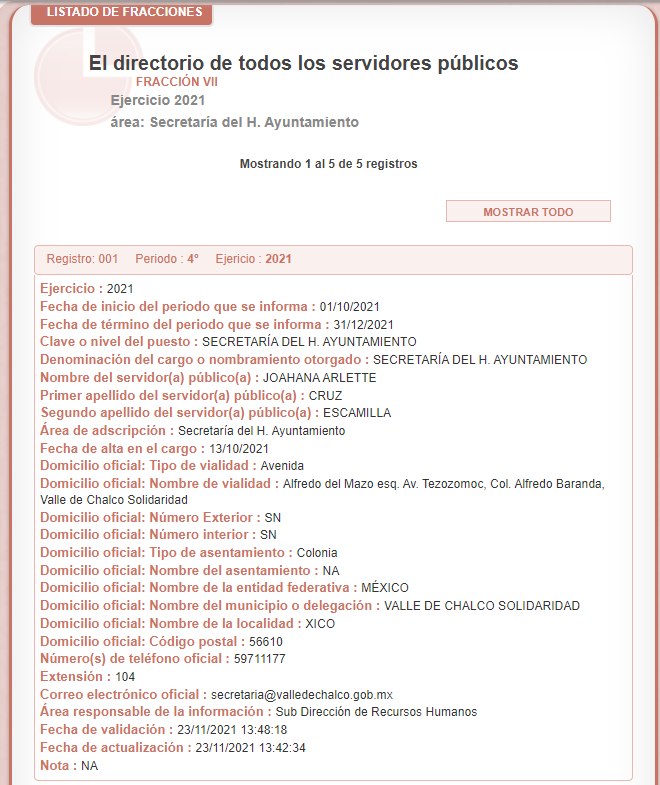 LISTADO DE FRACCIONES
El directorio de todos los servidores públicos
FRACCIÓN VII
Ejercicio 2021
área: Secretaría del H. Ayuntamiento
Mostrando 1 al 5 de 5 registros
MOSTRAR TODO
Registro: 001 Periodo : 4º Ejericio : 2021
Ejercicio : 2021
Fecha de inicio del periodo que se informa : 01/10/2021
Fecha de término del periodo que se informa : 31/12/2021
Clave o nivel del puesto : SECRETARÍA DEL H. AYUNTAMIENTO
Denominación del cargo o nombramiento otorgado : SECRETARÍA DEL H. AYUNTAMIENTO
Nombre del servidor(a) público(a) : JOAHANA ARLETTE
Primer apellido del servidor(a) público(a) : CRUZ
Segundo apellido del servidor(a) público(a) : ESCAMILLA
Área de adscripción : Secretaría del H. Ayuntamiento
Fecha de alta en el cargo : 13/10/2021
Domicilio oficial: Tipo de vialidad : Avenida
Domicilio oficial: Nombre de vialidad : Alfredo del Mazo esq. Av. Tezozomoc, Col. Alfredo Baranda,
Valle de Chalco Solidaridad
Domicilio oficial: Número Exterior : SN
Domicilio oficial: Número interior : SN
Domicilio oficial: Tipo de asentamiento : Colonia
Domicilio oficial: Nombre del asentamiento : NA
Domicilio oficial: Nombre de la entidad federativa : MÉXICO
Domicilio oficial: Nombre del municipio o delegación : VALLE DE CHALCO SOLIDARIDAD
Domicilio oficial: Nombre de la localidad : XICO
Domicilio oficial: Código postal : 56610
Número(s) de teléfono oficial : 59711177
Extensión : 104
Correo electrónico oficial : secretaria@valledechalco.gob.mx
Área responsable de la información : Sub Dirección de Recursos Humanos
Fecha de validación : 23/11/2021 13:48:18
Fecha de actualización : 23/11/2021 13:42:34
Nota : NA